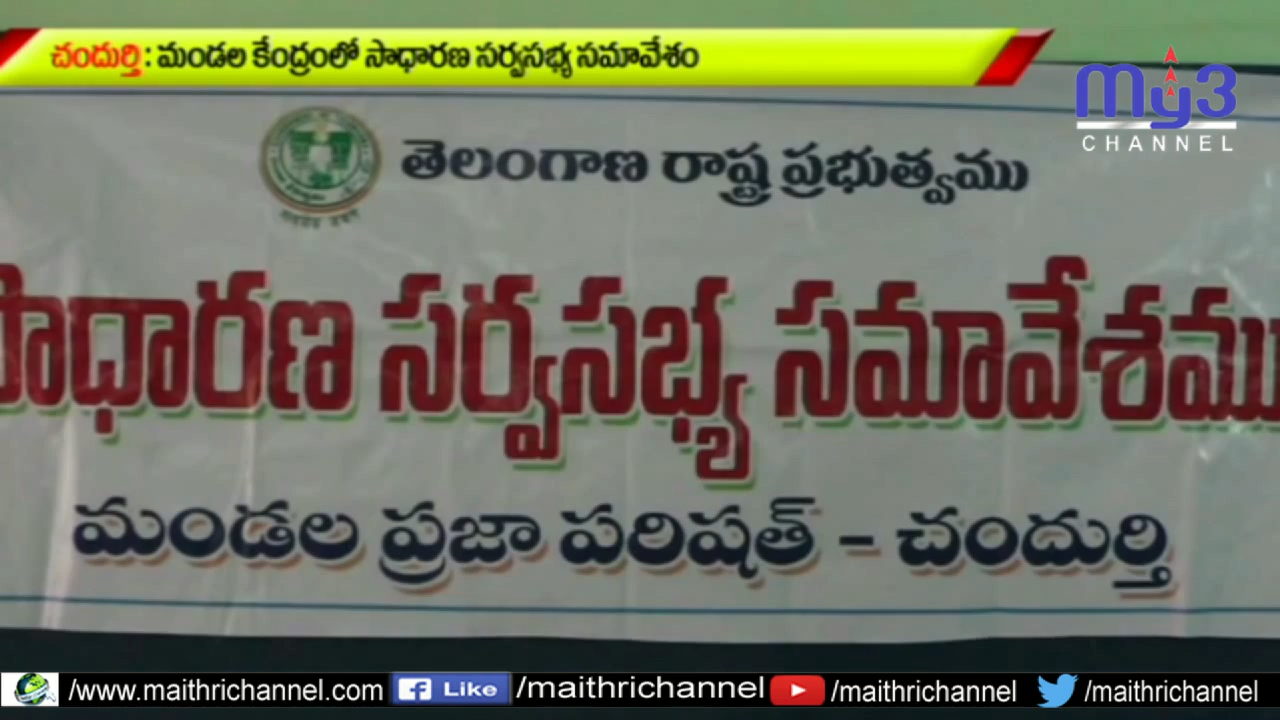 చందుర్తి: మండల కేంద్రంలో సాధారణ సర్వసభ్య సమావేశం
My3
CHANNEL
తెలంగాణ రాష్ట్ర ప్రభుత్వము
సాధారణ సర్వసభ్య సమావేశము
మండల ప్రజా పరిషత్ - చందుర్తి
/www.maithrichannel.com Like /maithrichannel /maithrichannel /maithrichannel